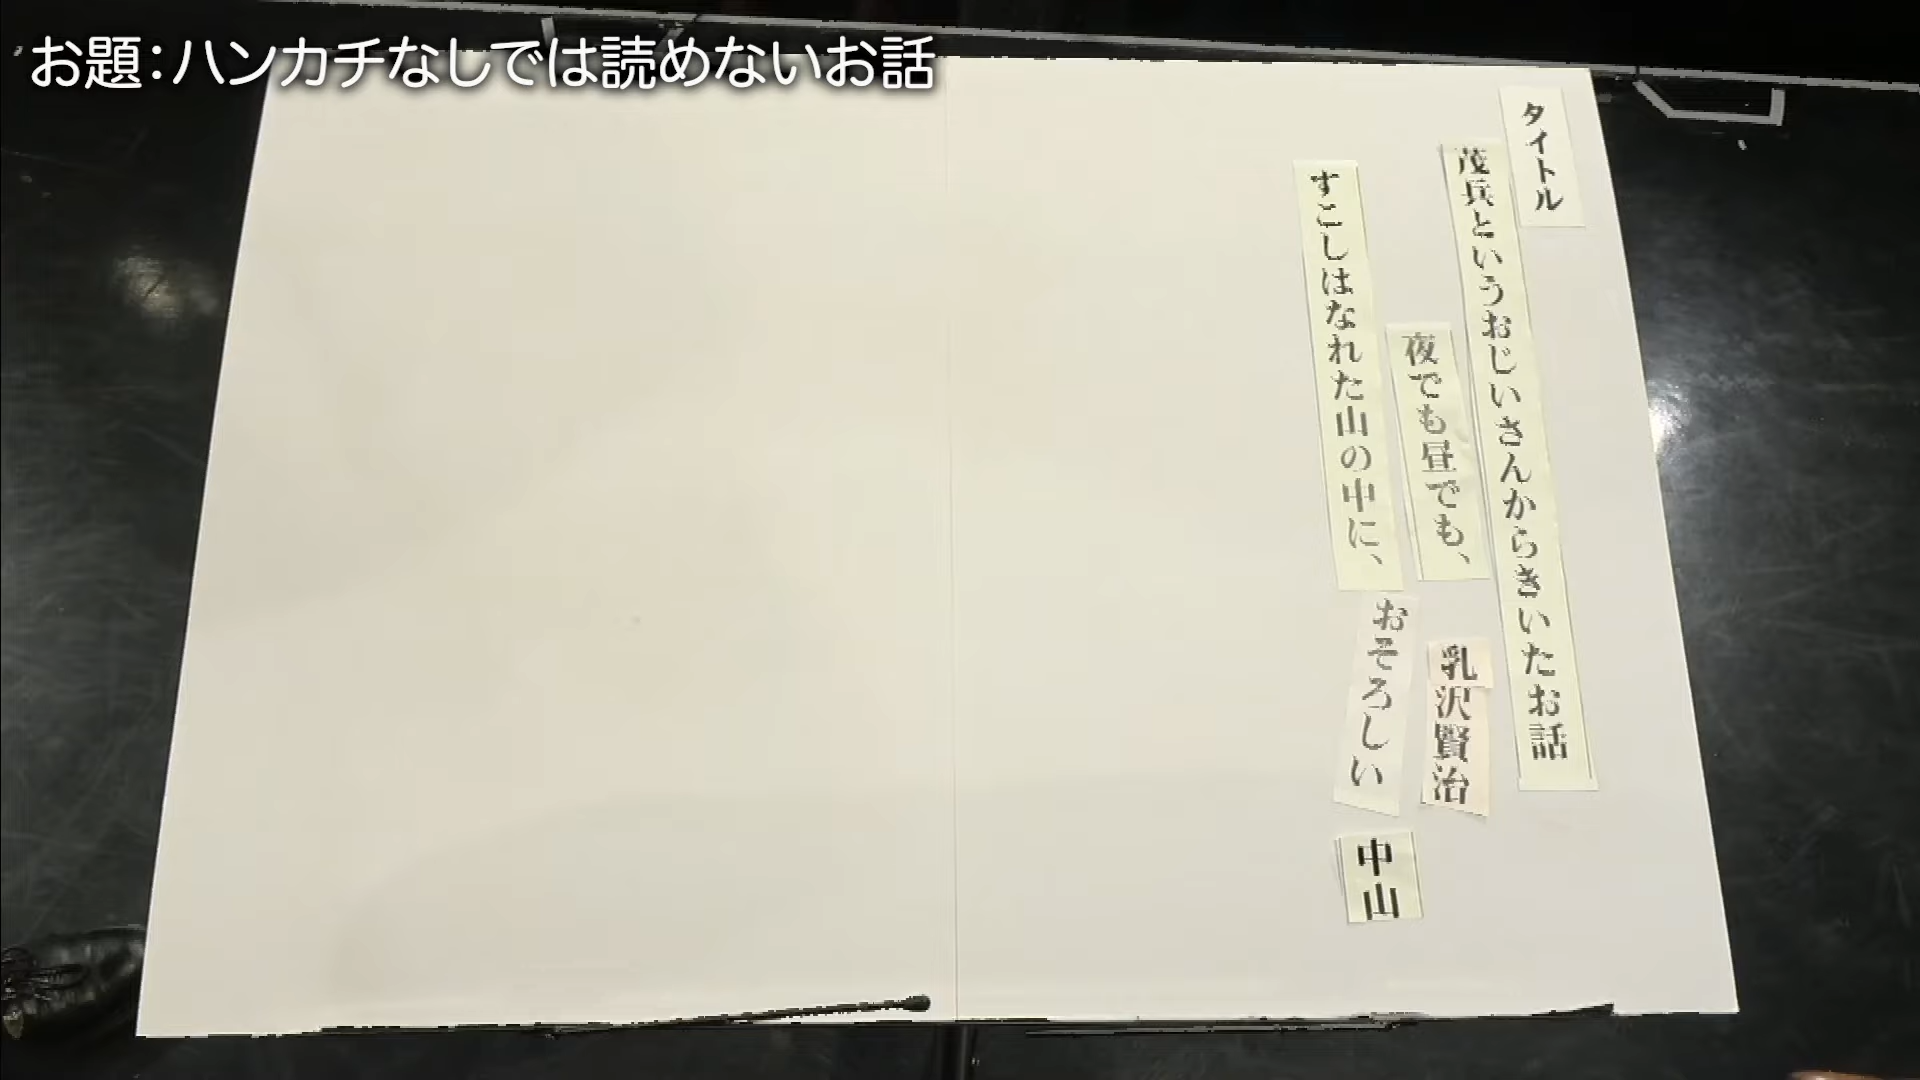 お題：ハンカチなしでは読めないお話
タイトル
茂兵というおじいさんからきいたお話
夜でも昼でも、
乳沢賢治
すこしはなれた山の中に、
おそろしい
中山